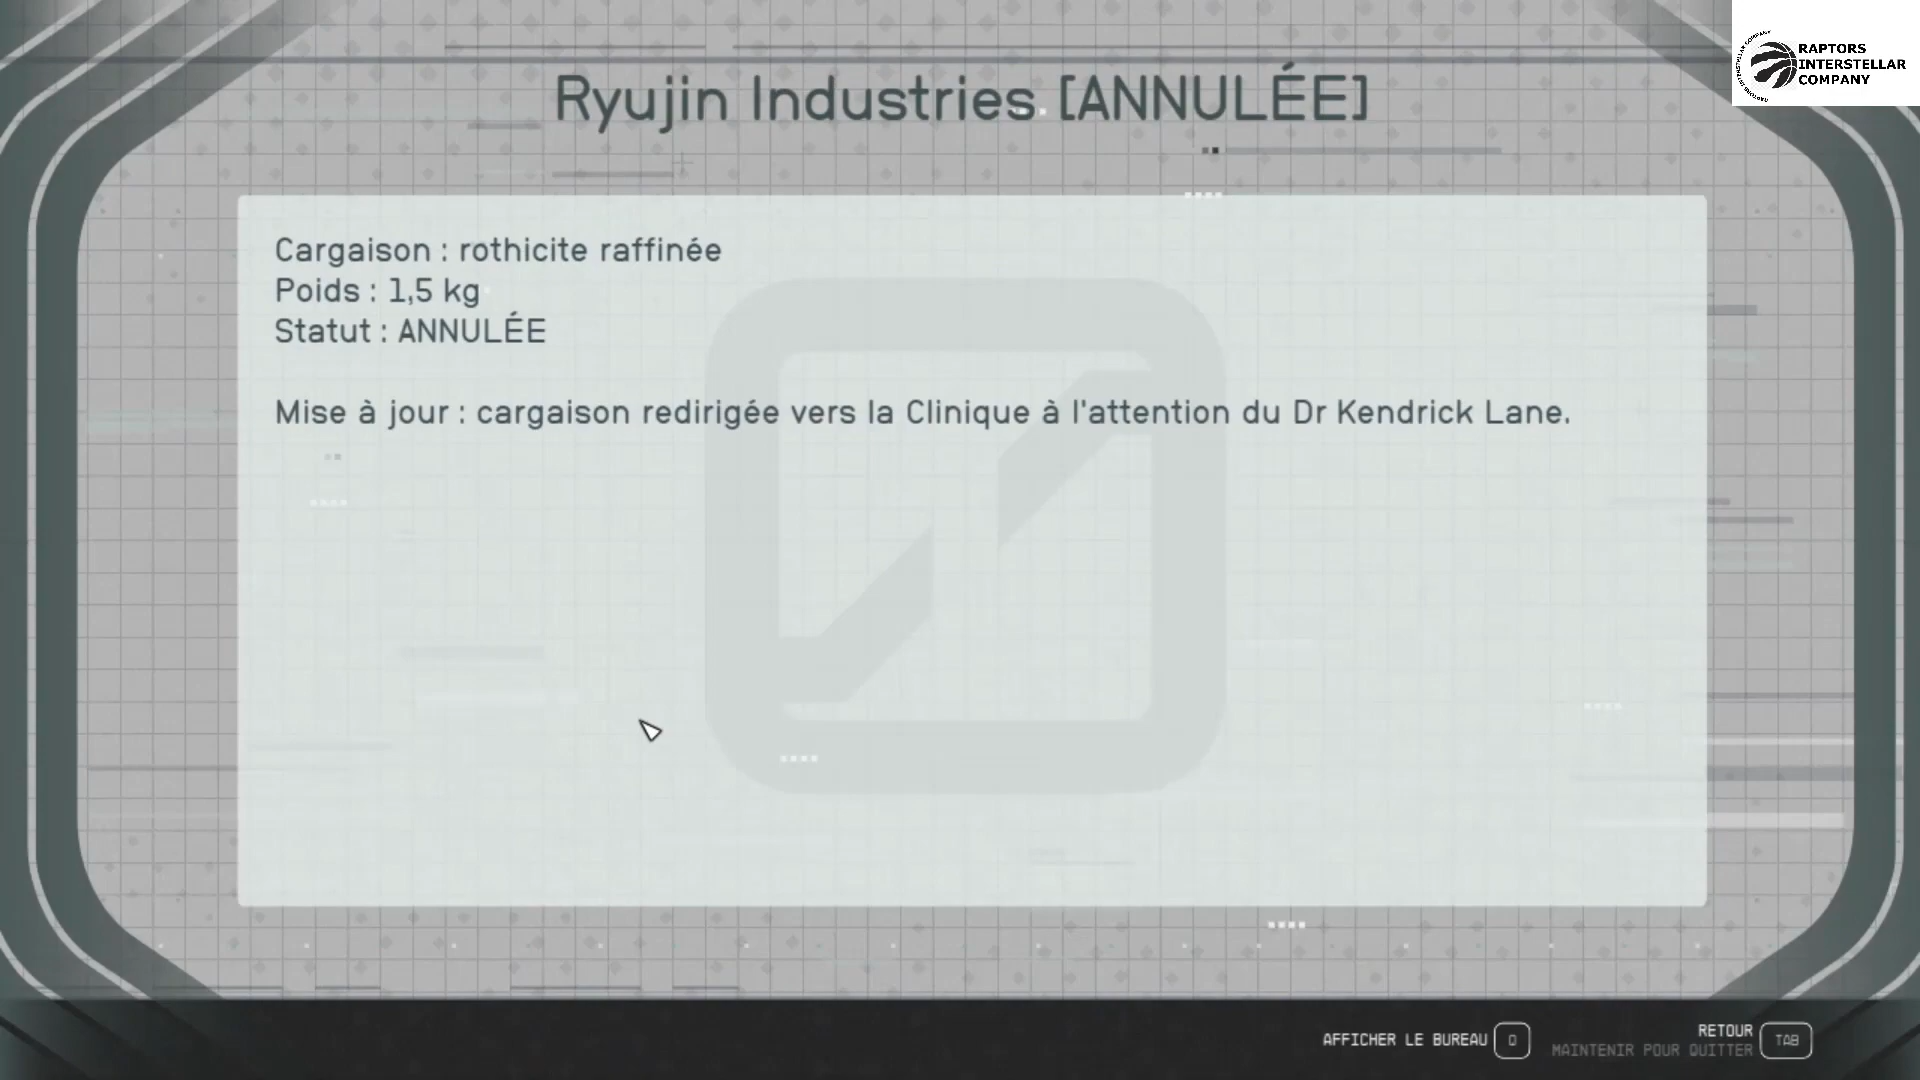 Ryujin Industries [ANNULÉE]
RAPTORS
INTERSTELLAR
COMPANY
Cargaison : rothicite raffinée
Poids : 1,5 kg
Statut : ANNULÉE
Mise à jour : cargaison redirigée vers la Clinique à l'attention du Dr Kendrick Lane.
AFFICHER LE BUREAU D
RETOUR
MAINTENIR POUR QUITTER TAB